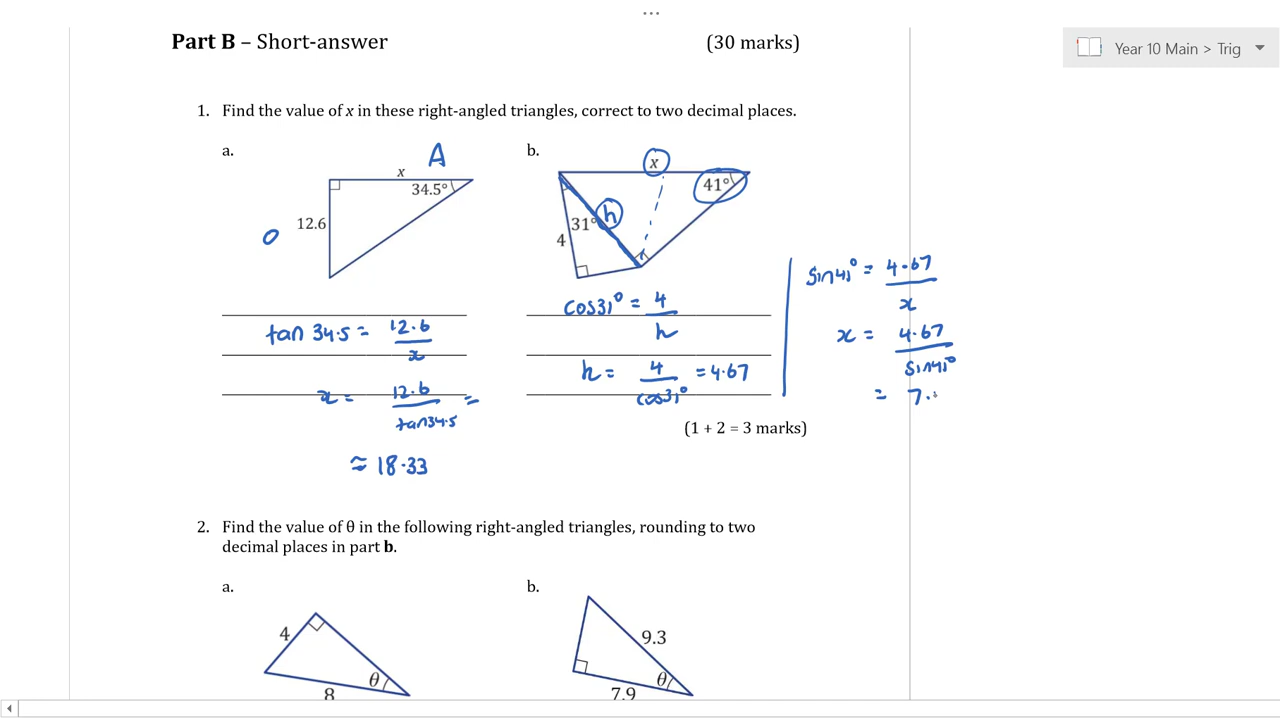 ...
Year 10 Main > Trig
Part B – Short-answer (30 marks)
1. Find the value of x in these right-angled triangles, correct to two decimal places.
a.
A
x
34.5°
12.6
O
tan 34.5 = 12.6 / x
x = 12.6 / tan 34.5 =
≈ 18.33
b.
x
41°
h
31°
4
cos31° = 4 / h
h = 4 / cos31° = 4.67
sin41° = 4.67 / x
x = 4.67 / sin41°
= 7.
(1 + 2 = 3 marks)
2. Find the value of θ in the following right-angled triangles, rounding to two
decimal places in part b.
a.
4
θ
8
b.
9.3
θ
7.9